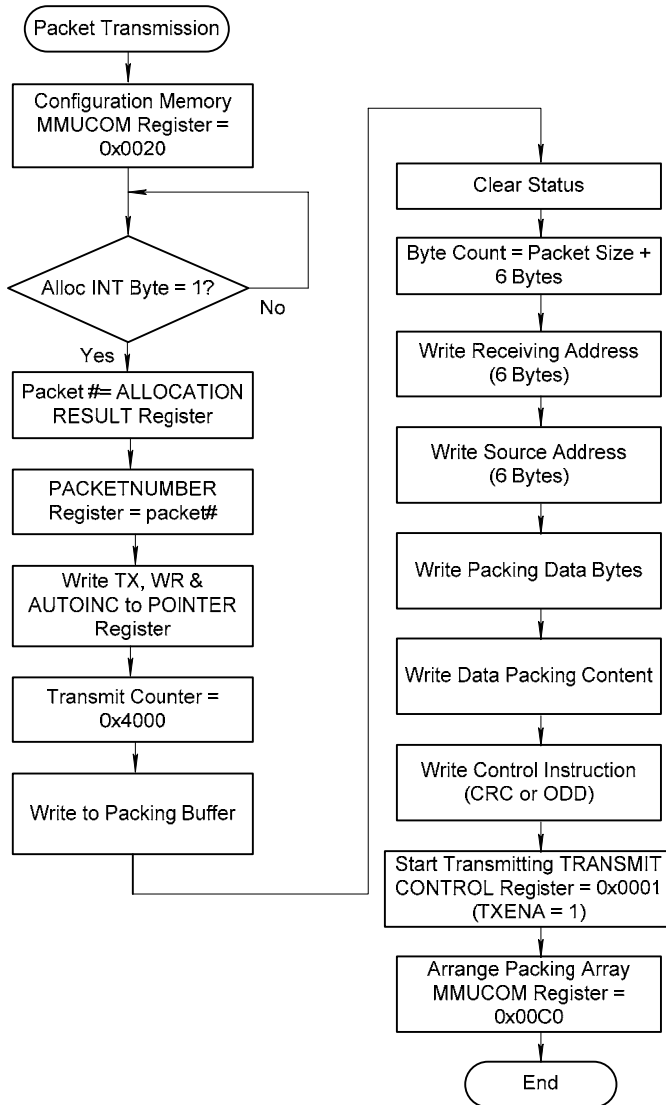 Packet Transmission
Configuration Memory
MMUCOM Register =
0x0020
Alloc INT Byte = 1?
No
Yes
Packet #= ALLOCATION
RESULT Register
PACKETNUMBER
Register = packet#
Write TX, WR &
AUTOINC to POINTER
Register
Transmit Counter =
0x4000
Write to Packing Buffer
Clear Status
Byte Count = Packet Size +
6 Bytes
Write Receiving Address
(6 Bytes)
Write Source Address
(6 Bytes)
Write Packing Data Bytes
Write Data Packing Content
Write Control Instruction
(CRC or ODD)
Start Transmitting TRANSMIT
CONTROL Register = 0x0001
(TXENA = 1)
Arrange Packing Array
MMUCOM Register =
0x00C0
End